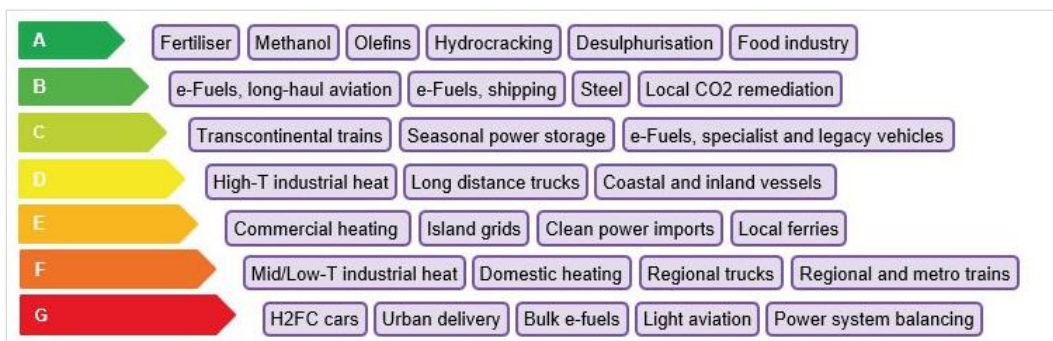 A Fertiliser Methanol Olefins Hydrocracking Desulphurisation Food industry
B e-Fuels, long-haul aviation e-Fuels, shipping Steel Local CO2 remediation
C Transcontinental trains Seasonal power storage e-Fuels, specialist and legacy vehicles
D High-T industrial heat Long distance trucks Coastal and inland vessels
E Commercial heating Island grids Clean power imports Local ferries
F Mid/Low-T industrial heat Domestic heating Regional trucks Regional and metro trains
G H2FC cars Urban delivery Bulk e-fuels Light aviation Power system balancing